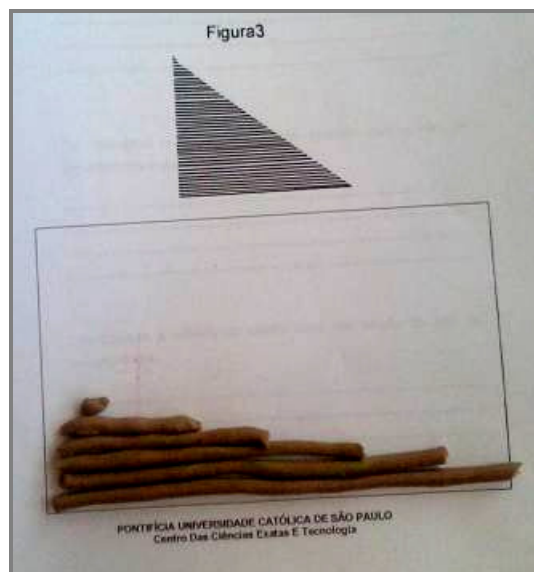 Figura3
PONTIFÍCIA UNIVERSIDADE CATÓLICA DE SÃO PAULO
Centro Das Ciências Exatas E Tecnologia